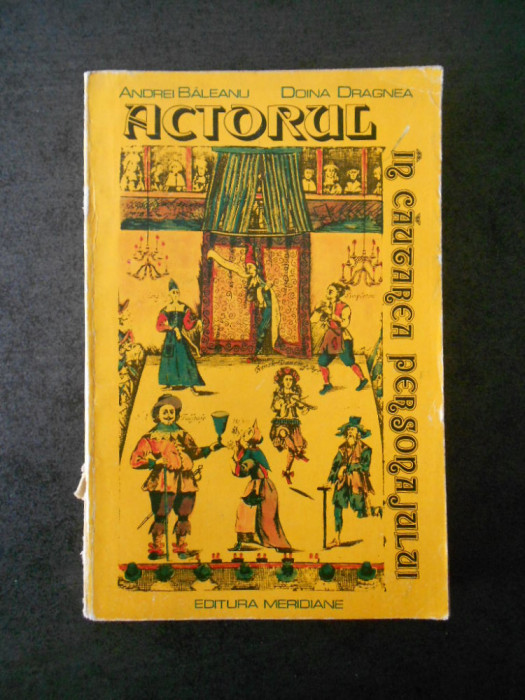 ANDREI BĂLEANU DOINA DRAGNEA
ACTORUL
ÎN CĂUTAREA PERSONAJULUI
EDITURA MERIDIANE